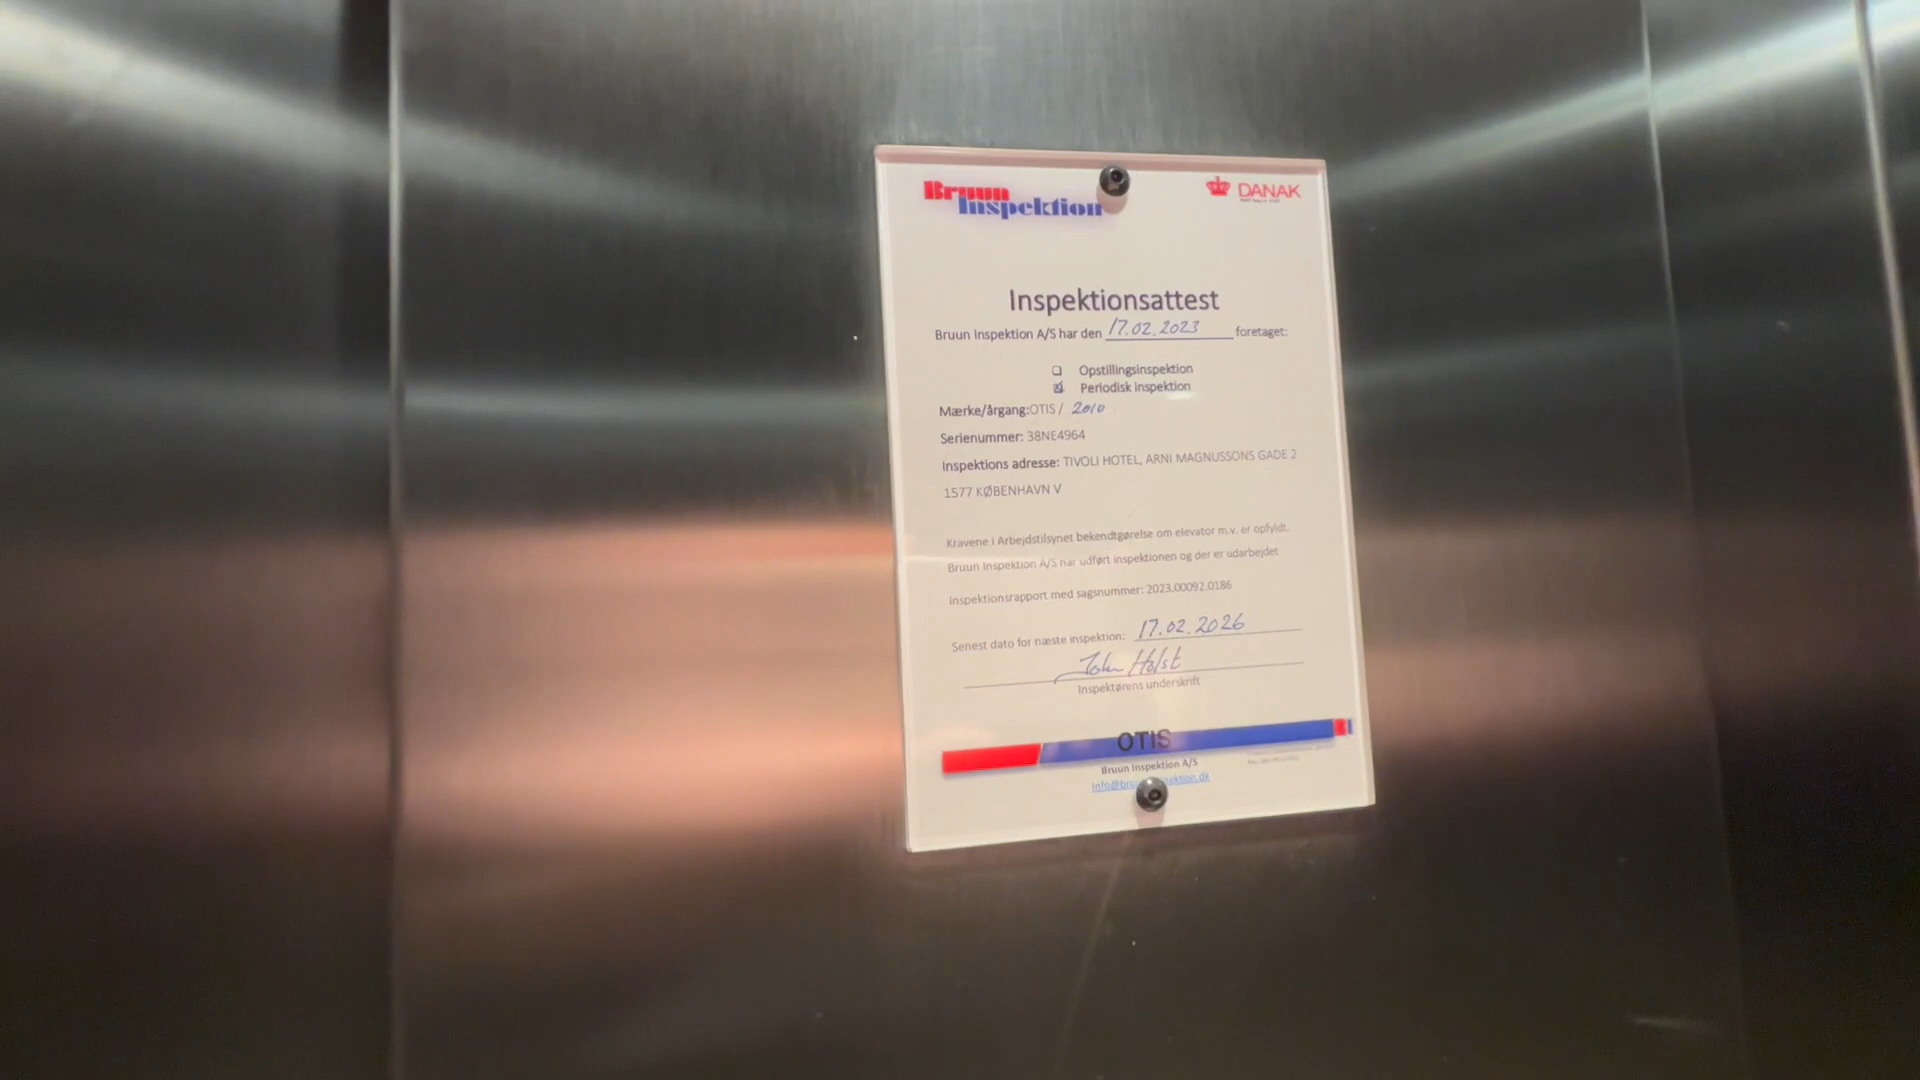 Bruun
Inspektion
DANAK
Inspektionsattest
Bruun Inspektion A/S har den 17.02.2023 foretaget:
Opstillingsinspektion
Periodisk inspektion
Mærke/årgang:OTIS / 2010
Serienummer: 38NE4964
Inspektions adresse: TIVOLI HOTEL, ARNI MAGNUSSONS GADE 2
1577 KØBENHAVN V
Kravene i Arbejdstilsynet bekendtgørelse om elevator m.v. er opfyldt.
Bruun Inspektion A/S har udført inspektionen og der er udarbejdet
Inspektionsrapport med sagsnummer: 2023.00092.0186
Senest dato for næste inspektion: 17.02.2026
John Holst
Inspektørens underskrift
OTIS
BI
Bruun Inspektion A/S